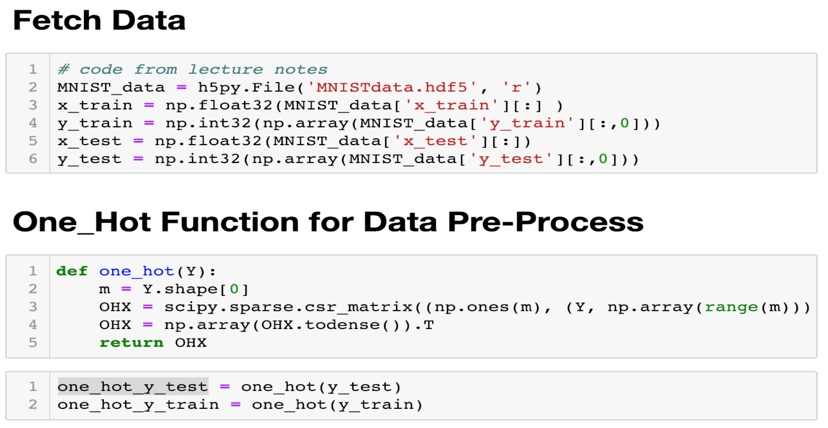 Fetch Data
1 # code from lecture notes
2 MNIST_data = h5py.File('MNISTdata.hdf5', 'r')
3 x_train = np.float32(MNIST_data['x_train'][:] )
4 y_train = np.int32(np.array(MNIST_data['y_train'][:,0]))
5 x_test = np.float32(MNIST_data['x_test'][:])
6 y_test = np.int32(np.array(MNIST_data['y_test'][:,0]))
One_Hot Function for Data Pre-Process
1 def one_hot(Y):
2     m = Y.shape[0]
3     OHX = scipy.sparse.csr_matrix((np.ones(m), (Y, np.array(range(m))))
4     OHX = np.array(OHX.todense()).T
5     return OHX
1 one_hot_y_test = one_hot(y_test)
2 one_hot_y_train = one_hot(y_train)